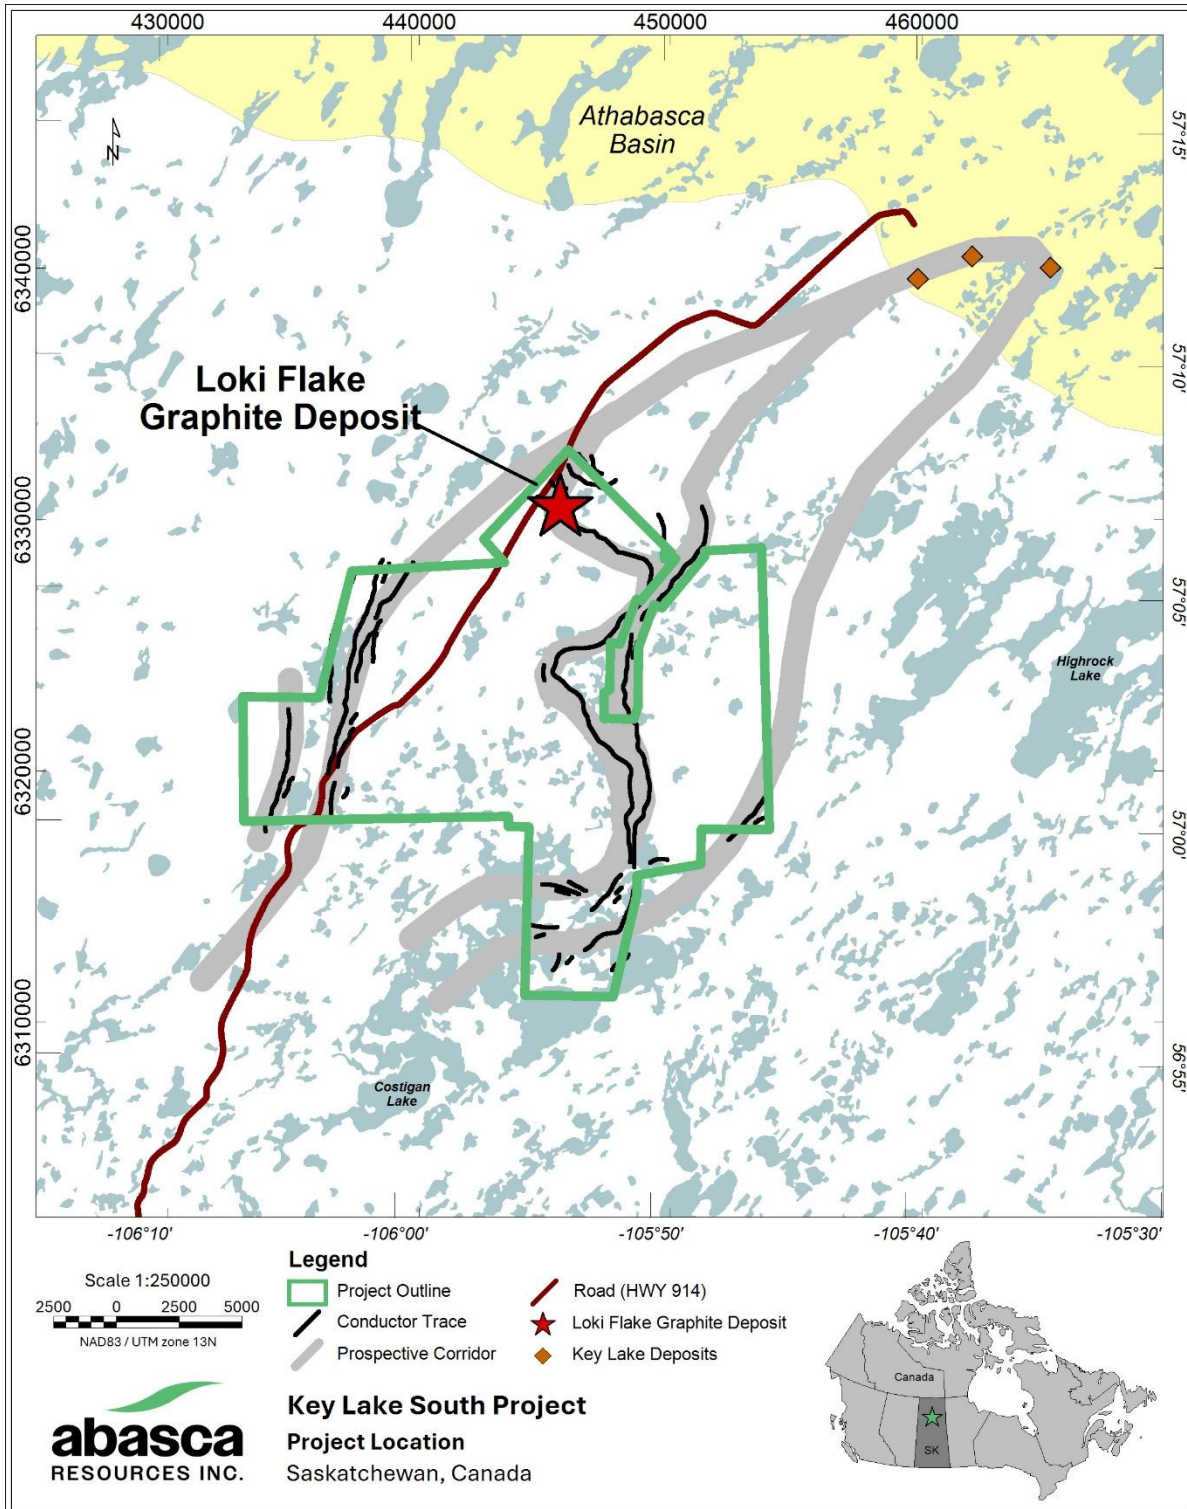 430000 440000 450000 460000
Athabasca
Basin
N
57°15'
6340000
57°10'
Loki Flake
Graphite Deposit
6330000
57°05'
Highrock
Lake
6320000
57°00'
6310000
56°55'
Costigan
Lake
-106°10' -106°00' -105°50' -105°40' -105°30'
Scale 1:250000
2500 0 2500 5000
NAD83 / UTM zone 13N
Legend
Project Outline
Conductor Trace
Prospective Corridor
Road (HWY 914)
Loki Flake Graphite Deposit
Key Lake Deposits
Canada
SK
abasca
RESOURCES INC.
Key Lake South Project
Project Location
Saskatchewan, Canada